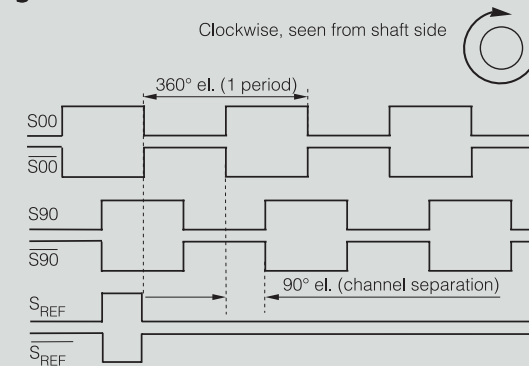 Clockwise, seen from shaft side
360° el. (1 period)
S00
S00
S90
S90
90° el. (channel separation)
SREF
SREF